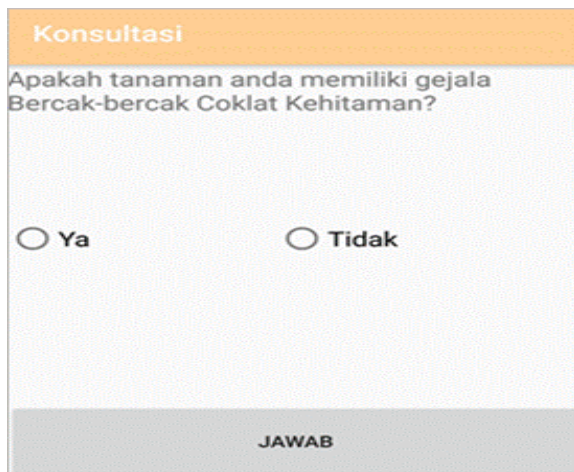 Konsultasi
Apakah tanaman anda memiliki gejala
Bercak-bercak Coklat Kehitaman?
Ya
Tidak
JAWAB